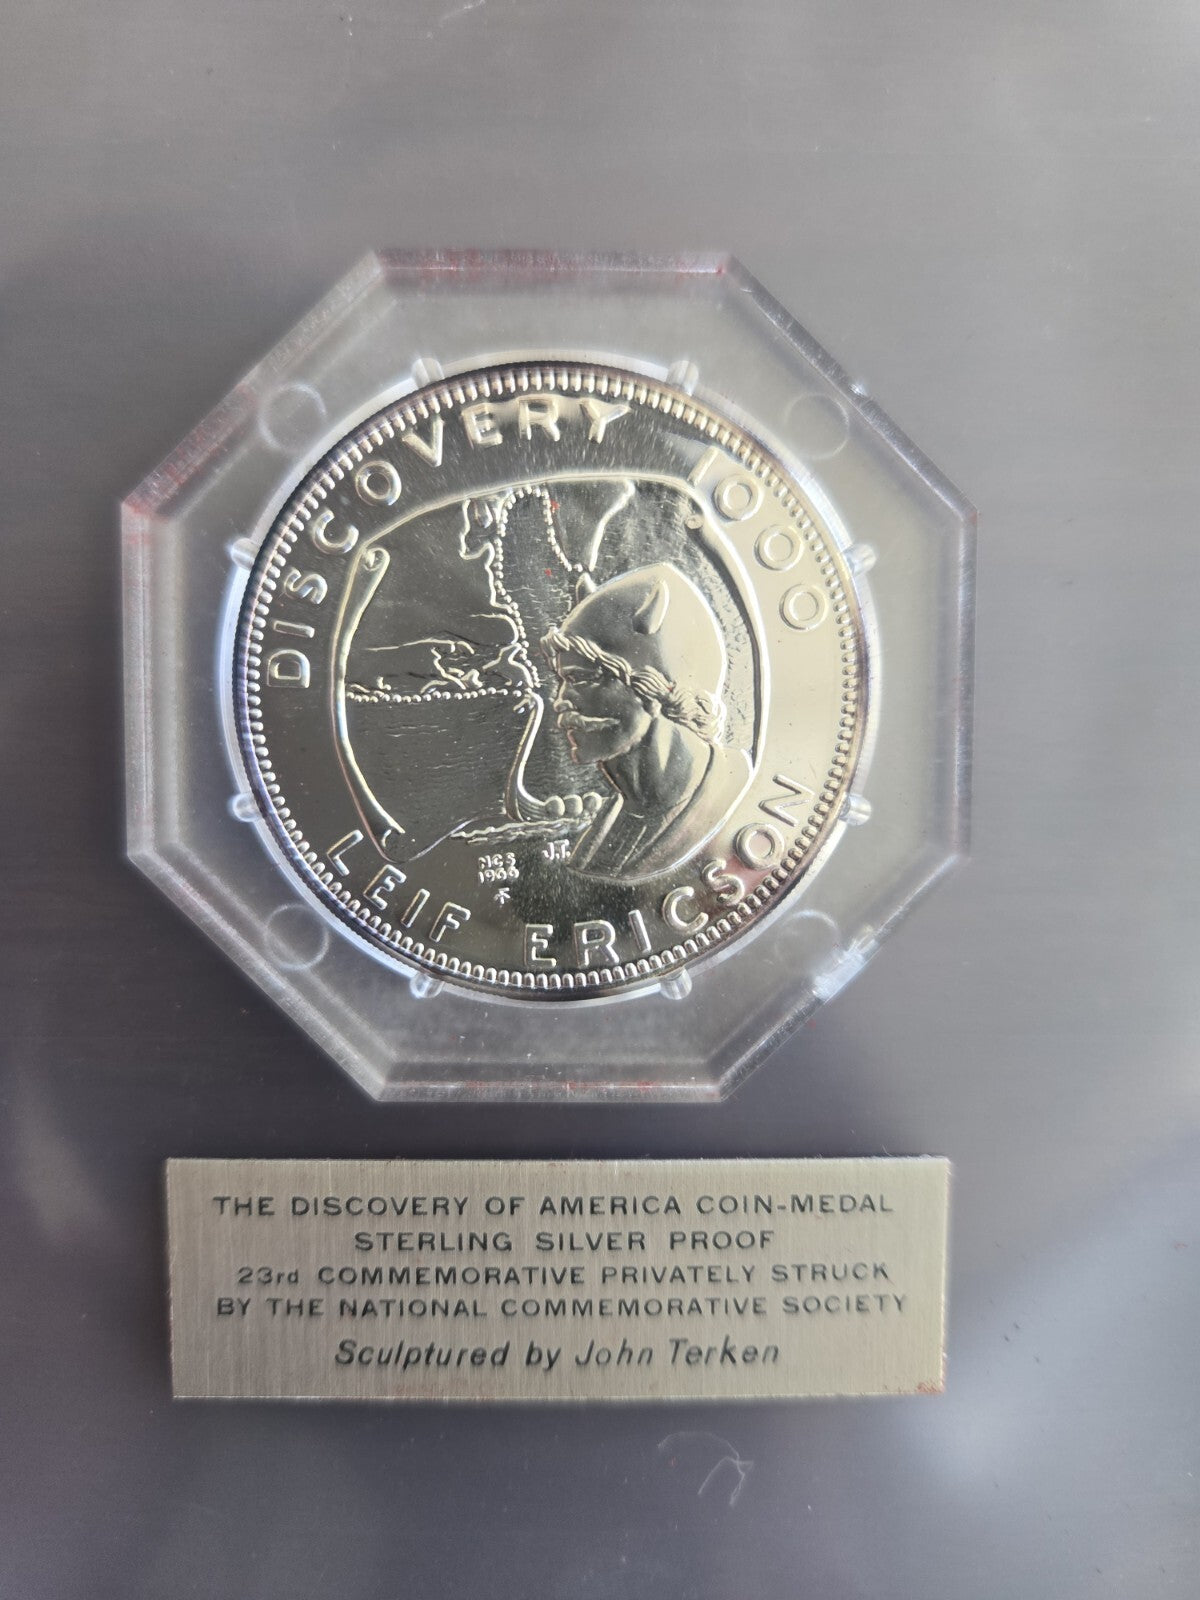 DISCOVERY 1000
NCS J.T.
1966
LEIF ERICSON
THE DISCOVERY OF AMERICA COIN-MEDAL
STERLING SILVER PROOF
23rd COMMEMORATIVE PRIVATELY STRUCK
BY THE NATIONAL COMMEMORATIVE SOCIETY
Sculptured by John Terken